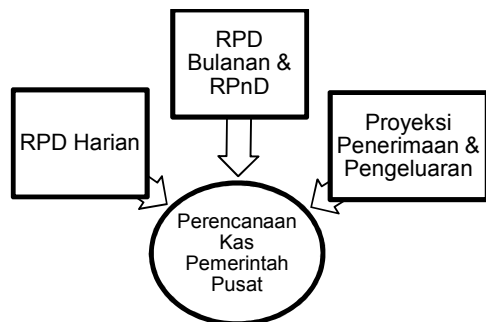 RPD
Bulanan &
RPnD
RPD Harian
Proyeksi
Penerimaan &
Pengeluaran
Perencanaan
Kas
Pemerintah
Pusat